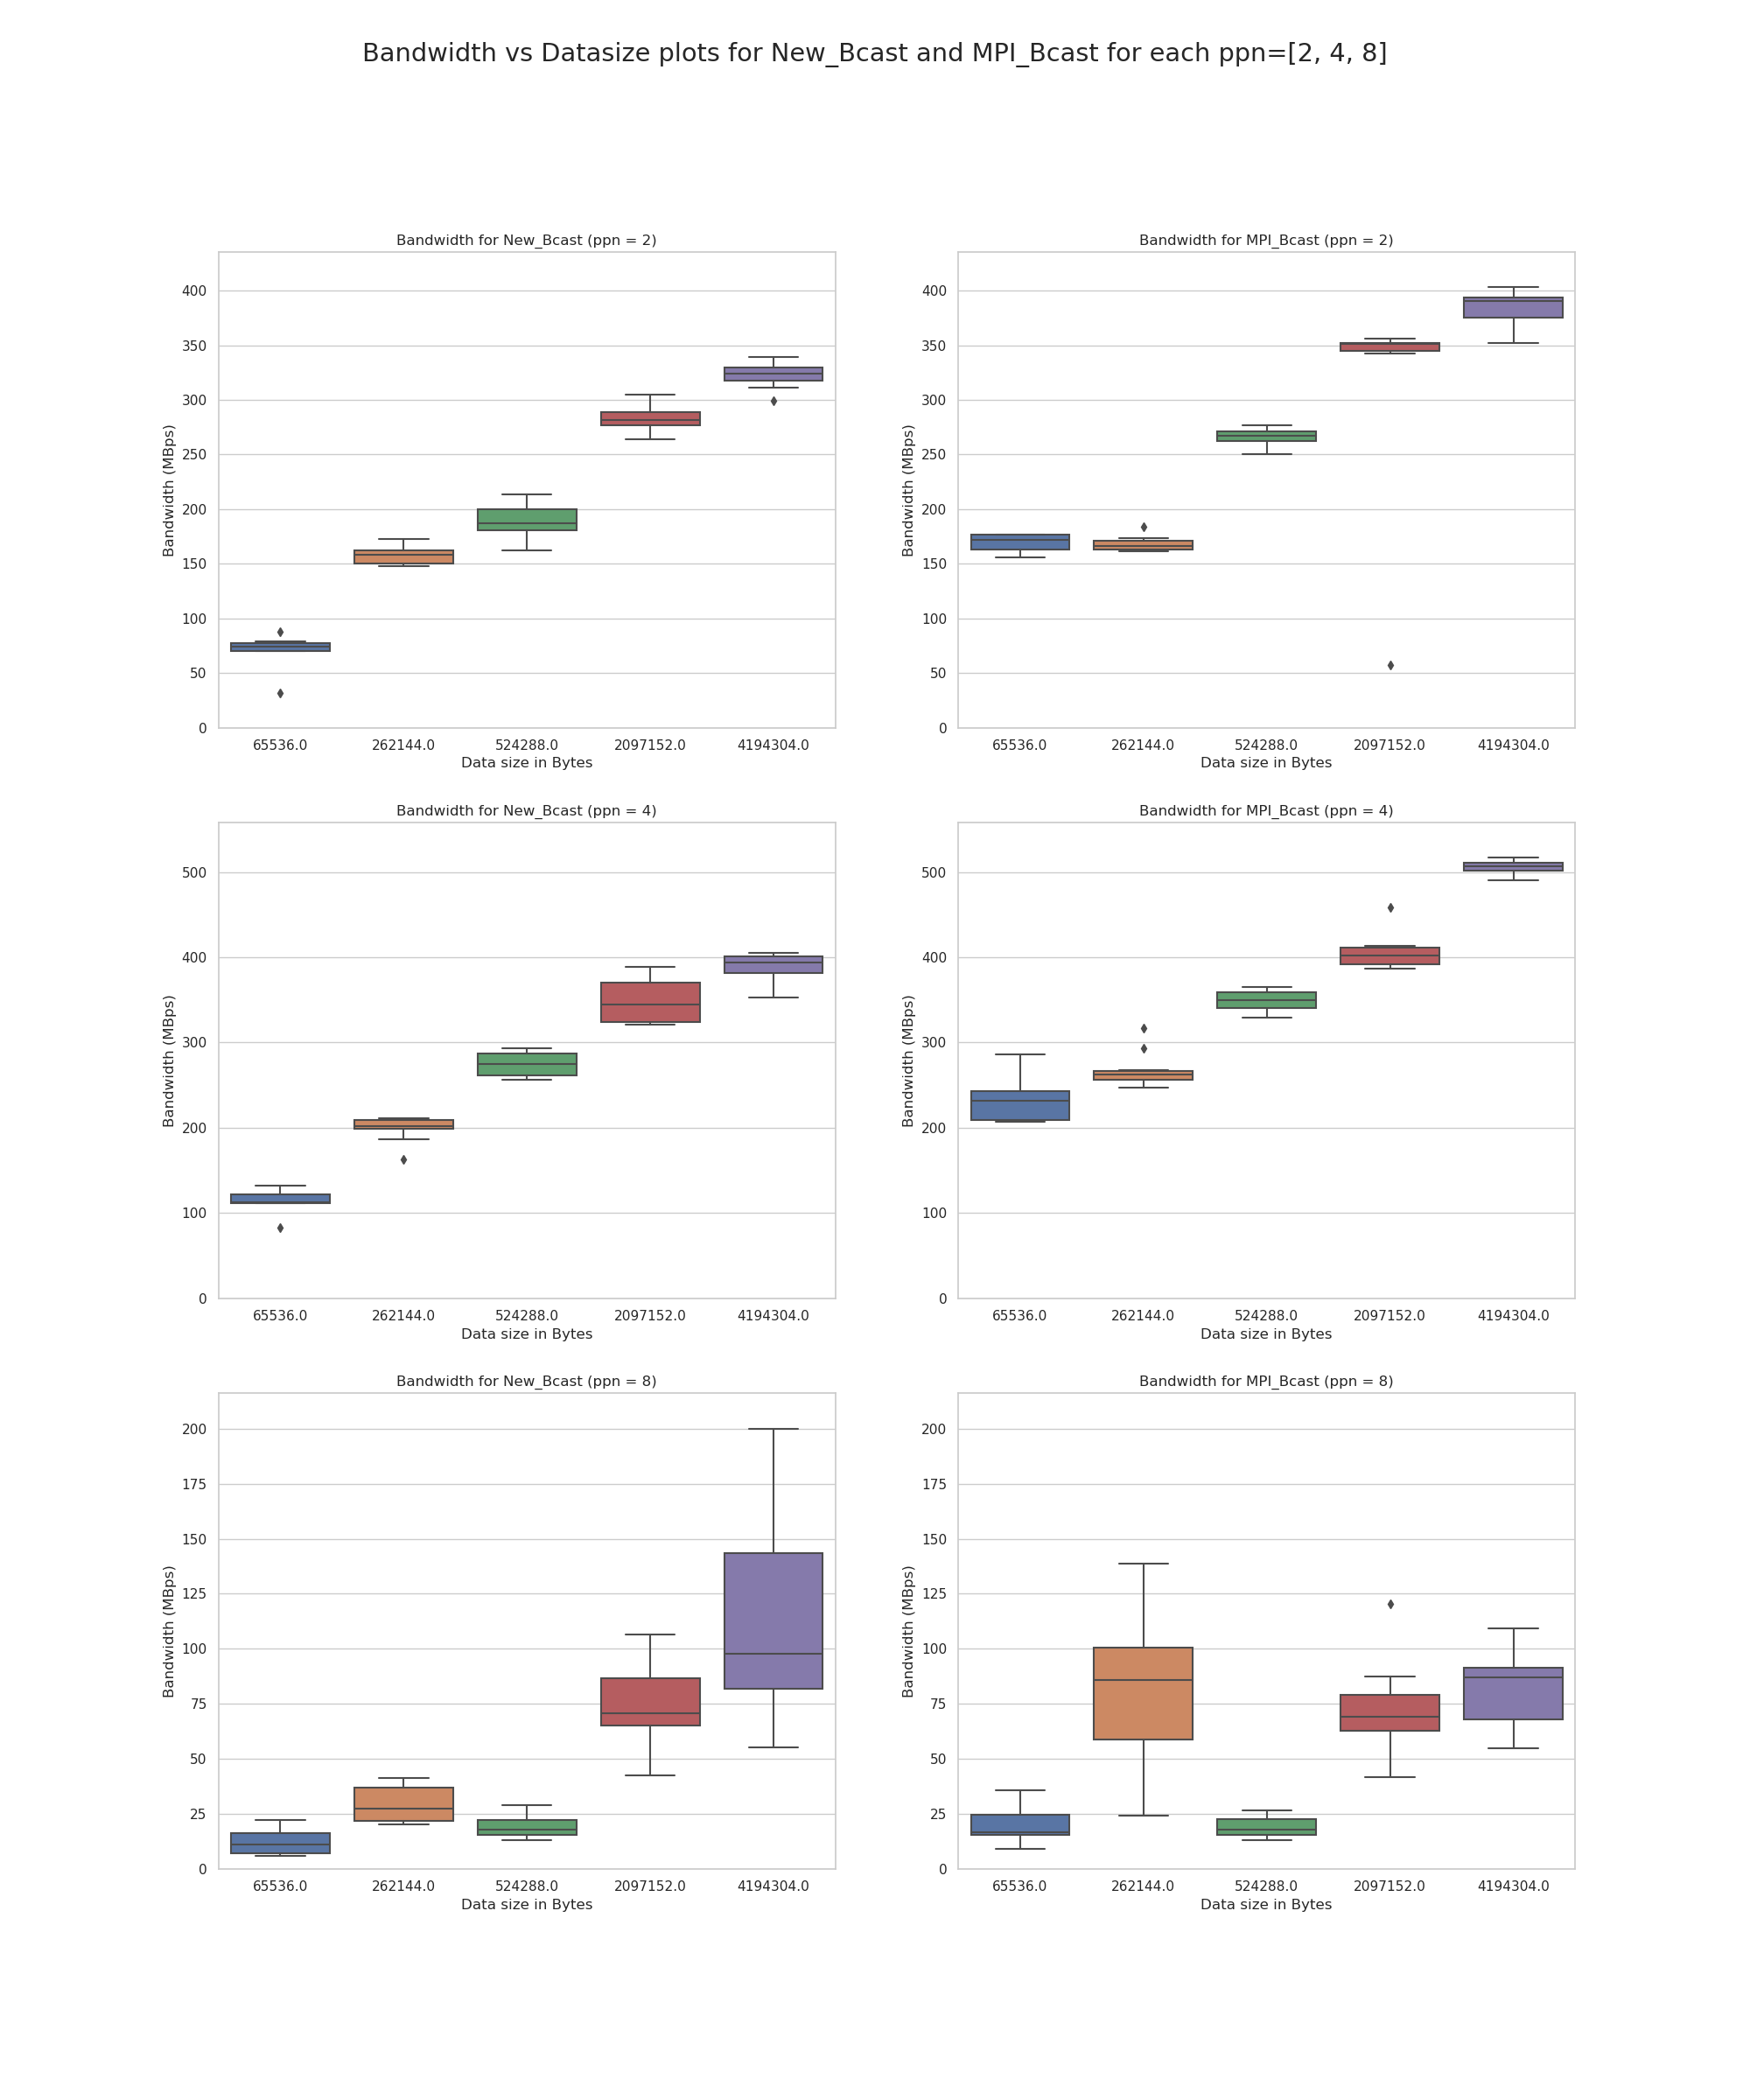 Bandwidth vs Datasize plots for New_Bcast and MPI_Bcast for each ppn=[2, 4, 8]
Bandwidth for New_Bcast (ppn = 2)
400
350
300
250
200
150
100
50
0
Bandwidth (MBps)
65536.0 262144.0 524288.0 2097152.0 4194304.0
Data size in Bytes
Bandwidth for MPI_Bcast (ppn = 2)
400
350
300
250
200
150
100
50
0
Bandwidth (MBps)
65536.0 262144.0 524288.0 2097152.0 4194304.0
Data size in Bytes
Bandwidth for New_Bcast (ppn = 4)
500
400
300
200
100
0
Bandwidth (MBps)
65536.0 262144.0 524288.0 2097152.0 4194304.0
Data size in Bytes
Bandwidth for MPI_Bcast (ppn = 4)
500
400
300
200
100
0
Bandwidth (MBps)
65536.0 262144.0 524288.0 2097152.0 4194304.0
Data size in Bytes
Bandwidth for New_Bcast (ppn = 8)
200
175
150
125
100
75
50
25
0
Bandwidth (MBps)
65536.0 262144.0 524288.0 2097152.0 4194304.0
Data size in Bytes
Bandwidth for MPI_Bcast (ppn = 8)
200
175
150
125
100
75
50
25
0
Bandwidth (MBps)
65536.0 262144.0 524288.0 2097152.0 4194304.0
Data size in Bytes